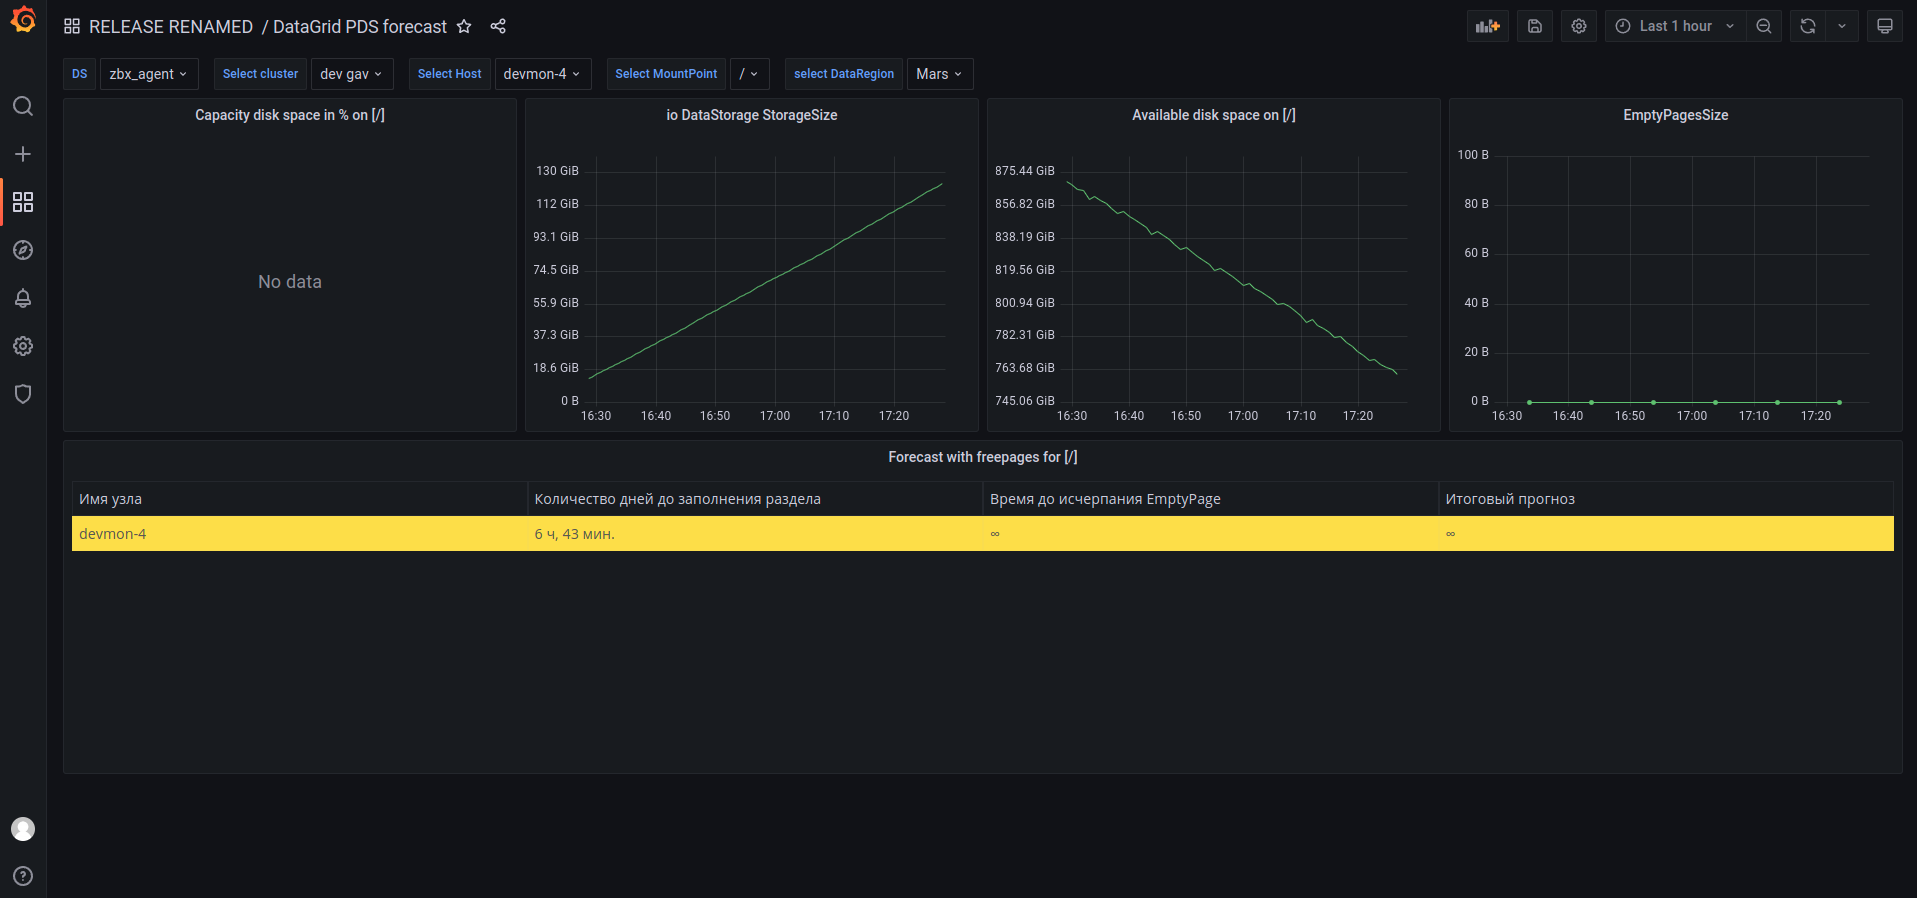 RELEASE RENAMED / DataGrid PDS forecast
Last 1 hour
DS zbx_agent Select cluster dev gav Select Host devmon-4 Select MountPoint / select DataRegion Mars
Capacity disk space in % on [/]
No data
io DataStorage StorageSize
130 GiB
112 GiB
93.1 GiB
74.5 GiB
55.9 GiB
37.3 GiB
18.6 GiB
0 B
16:30 16:40 16:50 17:00 17:10 17:20
Available disk space on [/]
875.44 GiB
856.82 GiB
838.19 GiB
819.56 GiB
800.94 GiB
782.31 GiB
763.68 GiB
745.06 GiB
16:30 16:40 16:50 17:00 17:10 17:20
EmptyPagesSize
100 B
80 B
60 B
40 B
20 B
0 B
16:30 16:40 16:50 17:00 17:10 17:20
Forecast with freepages for [/]
Имя узла Количество дней до заполнения раздела Время до исчерпания EmptyPage Итоговый прогноз
devmon-4 6 ч, 43 мин. ∞ ∞